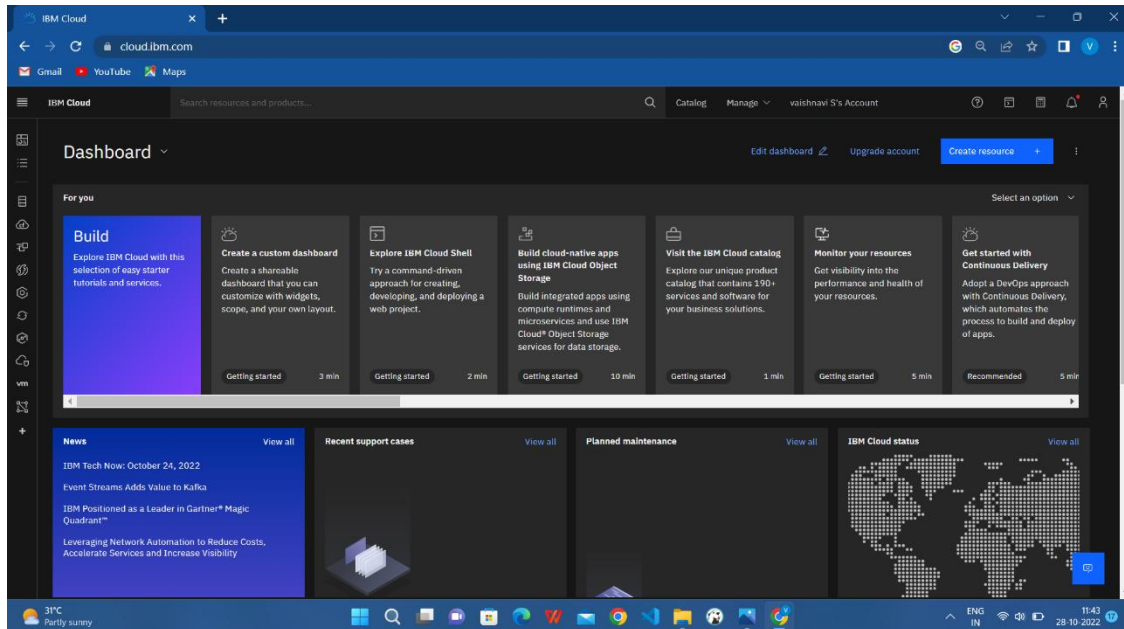 IBM Cloud
cloud.ibm.com
Gmail YouTube Maps
IBM Cloud Search resources and products... Catalog Manage vaishnavi S's Account
Dashboard Edit dashboard Upgrade account Create resource +
For you Select an option
Build
Explore IBM Cloud with this
selection of easy starter
tutorials and services.
Create a custom dashboard
Create a shareable
dashboard that you can
customize with widgets,
scope, and your own layout.
Getting started 3 min
Explore IBM Cloud Shell
Try a command-driven
approach for creating,
developing, and deploying a
web project.
Getting started 2 min
Build cloud-native apps
using IBM Cloud Object
Storage
Build integrated apps using
compute runtimes and
microservices and use IBM
Cloud® Object Storage
services for data storage.
Getting started 10 min
Visit the IBM Cloud catalog
Explore our unique product
catalog that contains 190+
services and software for
your business solutions.
Getting started 1 min
Monitor your resources
Get visibility into the
performance and health of
your resources.
Getting started 5 min
Get started with
Continuous Delivery
Adopt a DevOps approach
with Continuous Delivery,
which automates the
process to build and deploy
of apps.
Recommended 5 min
vm
News View all
IBM Tech Now: October 24, 2022
Event Streams Adds Value to Kafka
IBM Positioned as a Leader in Gartner® Magic
Quadrant™
Leveraging Network Automation to Reduce Costs,
Accelerate Services and Increase Visibility
Recent support cases View all
Planned maintenance View all
IBM Cloud status View all
31°C
Partly sunny
ENG
IN
11:43
28-10-2022
17